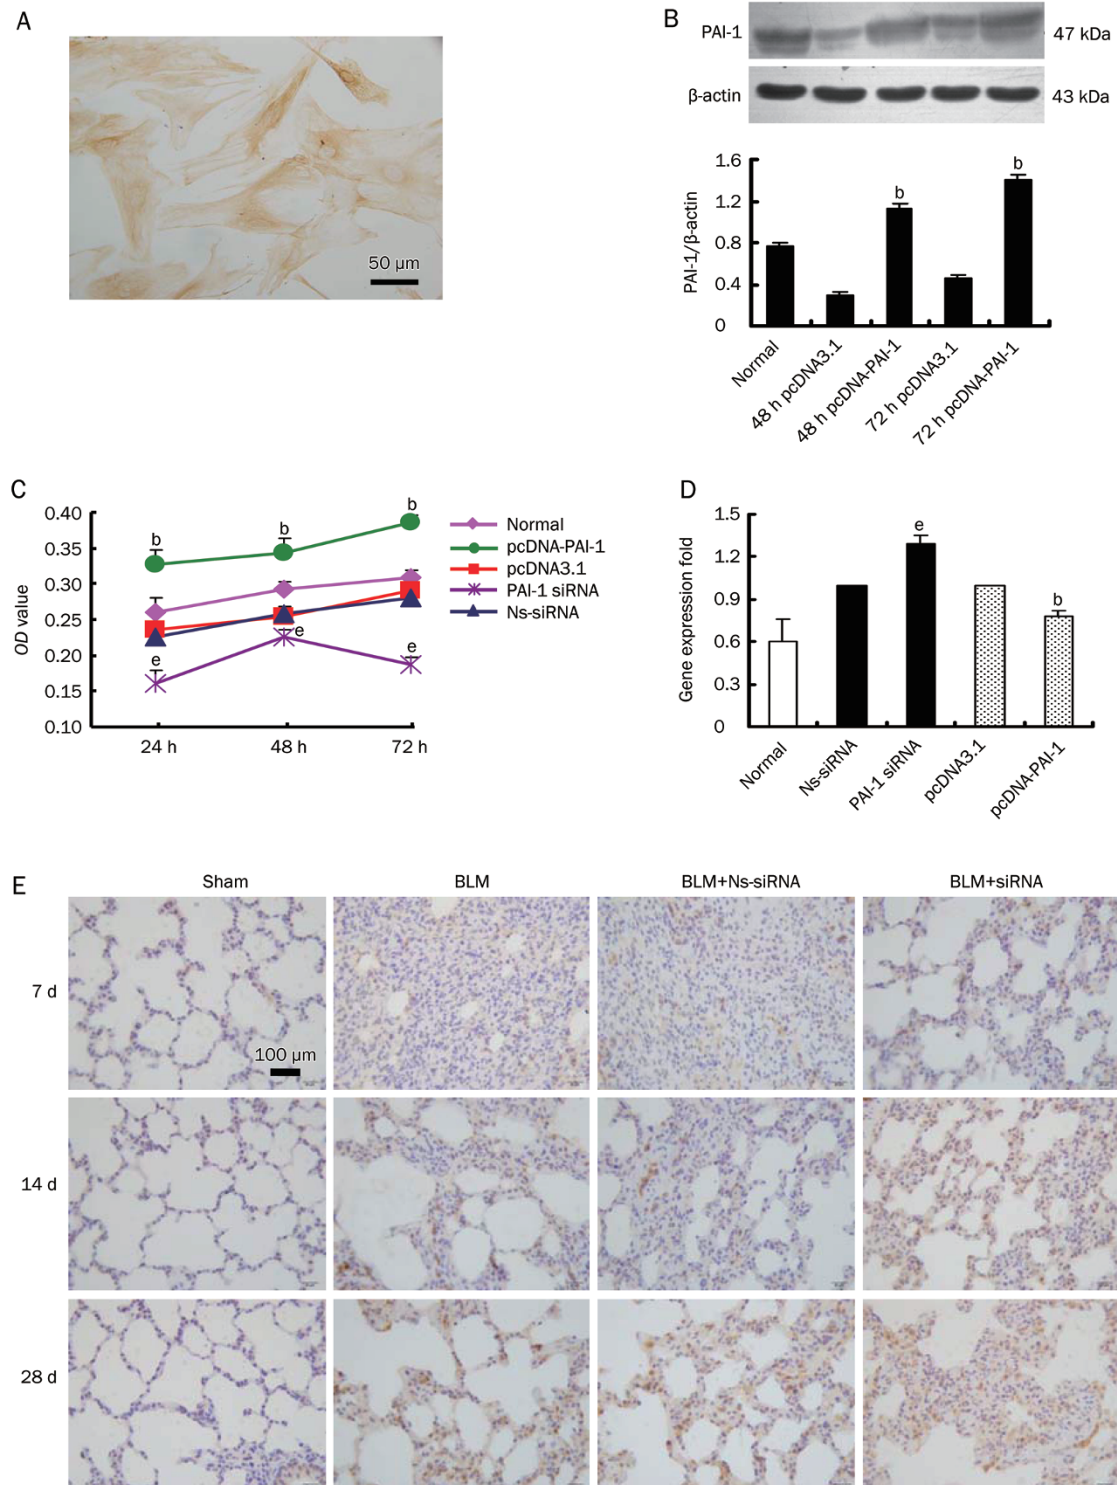 A
50 µm
B
PAI-1
47 kDa
β-actin
43 kDa
1.6
1.2
0.8
0.4
0
PAI-1/β-actin
b
b
Normal
48 h pcDNA3.1
48 h pcDNA-PAI-1
72 h pcDNA3.1
72 h pcDNA-PAI-1
C
0.40
0.35
0.30
0.25
0.20
0.15
0.10
OD value
b
b
b
e
e
e
24 h
48 h
72 h
Normal
pcDNA-PAI-1
pcDNA3.1
PAI-1 siRNA
Ns-siRNA
D
1.5
1.2
0.9
0.6
0.3
0
Gene expression fold
e
b
Normal
Ns-siRNA
PAI-1 siRNA
pcDNA3.1
pcDNA-PAI-1
E
Sham
BLM
BLM+Ns-siRNA
BLM+siRNA
7 d
100 µm
14 d
28 d